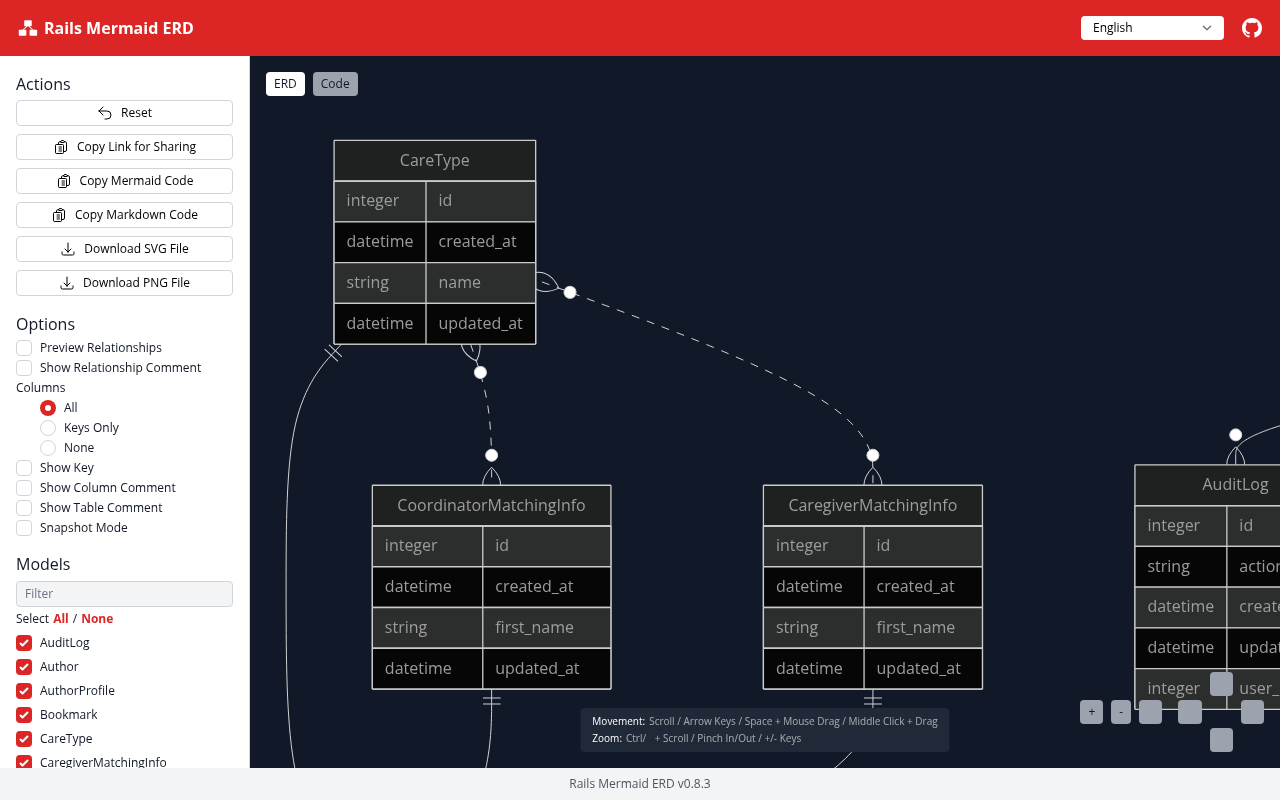 Rails Mermaid ERD
English
Actions
Reset
Copy Link for Sharing
Copy Mermaid Code
Copy Markdown Code
Download SVG File
Download PNG File
Options
Preview Relationships
Show Relationship Comment
Columns
All
Keys Only
None
Show Key
Show Column Comment
Show Table Comment
Snapshot Mode
Models
Filter
Select All / None
AuditLog
Author
AuthorProfile
Bookmark
CareType
CaregiverMatchingInfo
ERD Code
CareType
integer id
datetime created_at
string name
datetime updated_at
CoordinatorMatchingInfo
integer id
datetime created_at
string first_name
datetime updated_at
CaregiverMatchingInfo
integer id
datetime created_at
string first_name
datetime updated_at
AuditLog
integer id
string action
datetime
datetime
integer user_
Movement: Scroll / Arrow Keys / Space + Mouse Drag / Middle Click + Drag
Zoom: Ctrl/ + Scroll / Pinch In/Out / +/- Keys
+ -
Rails Mermaid ERD v0.8.3